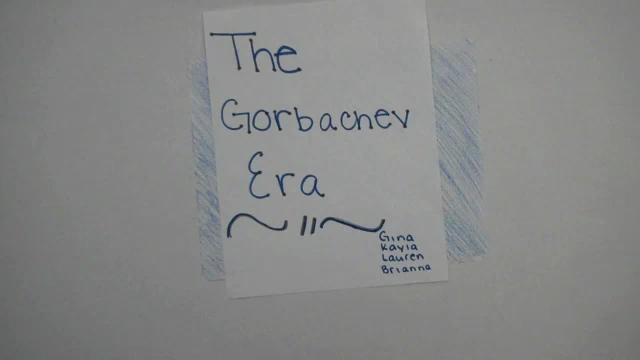 The
Gorbachev
Era
Gina
Kayla
Lauren
Brianna